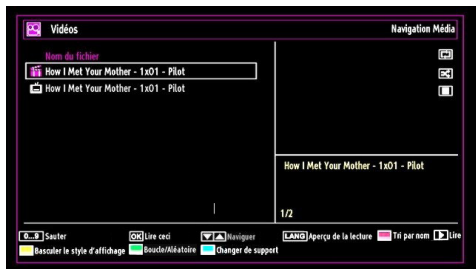 Vidéos
Navigation Média
Nom du fichier
How I Met Your Mother - 1x01 - Pilot
How I Met Your Mother - 1x01 - Pilot
How I Met Your Mother - 1x01 - Pilot
1/2
0...9 Sauter OK Lire ceci Naviguer LANG Aperçu de la lecture Tri par nom Lire
Basculer le style d'affichage Boucle/Aléatoire Changer de support